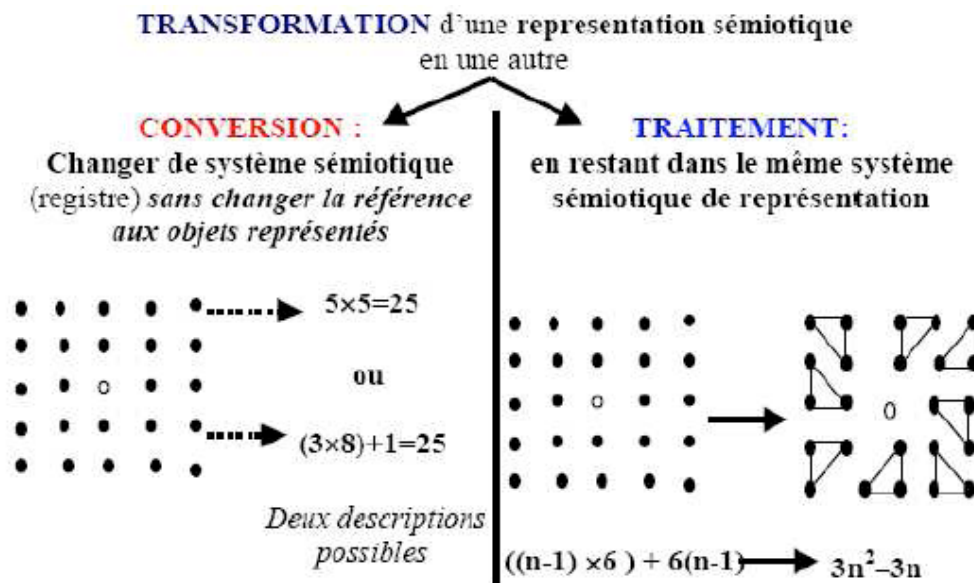 TRANSFORMATION d'une representation sémiotique
en une autre
CONVERSION :
Changer de système sémiotique
(registre) sans changer la référence
aux objets représentés
5×5=25
ou
(3×8)+1=25
Deux descriptions
possibles
TRAITEMENT:
en restant dans le même système
sémiotique de représentation
((n-1) ×6 ) + 6(n-1)
3n²–3n